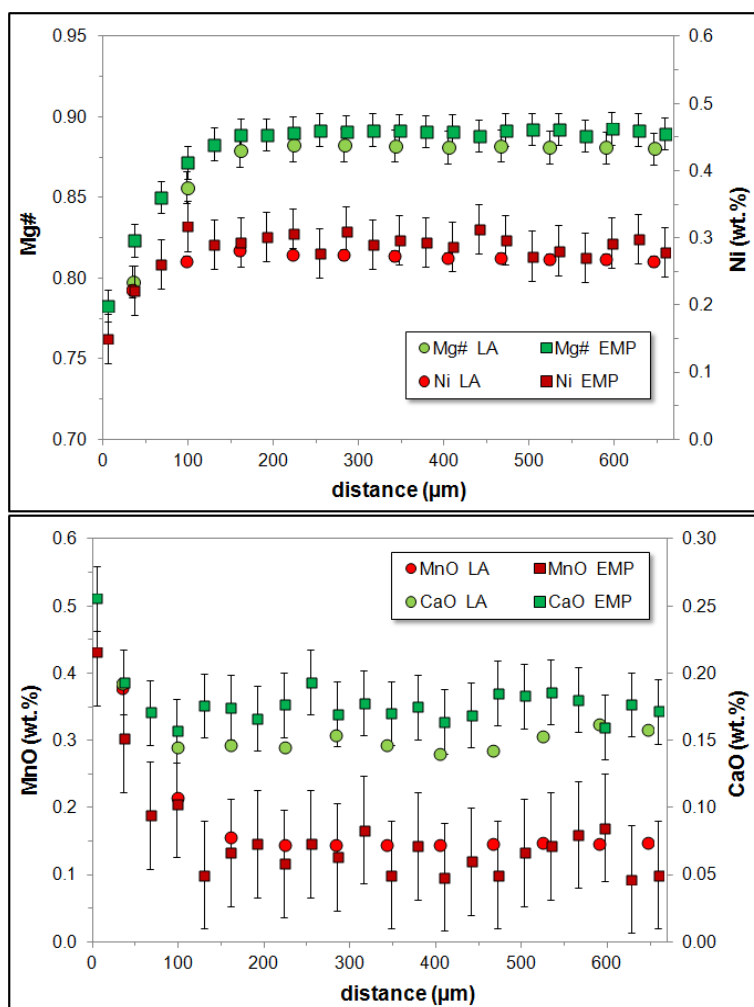 0.95
0.90
0.85
0.80
0.75
0.70
Mg#
0.6
0.5
0.4
0.3
0.2
0.1
0.0
Ni (wt.%)
Mg# LA
Mg# EMP
Ni LA
Ni EMP
0 100 200 300 400 500 600
distance (µm)
0.6
0.5
0.4
0.3
0.2
0.1
0.0
MnO (wt.%)
0.30
0.25
0.20
0.15
0.10
0.05
0.00
CaO (wt.%)
MnO LA
MnO EMP
CaO LA
CaO EMP
0 100 200 300 400 500 600
distance (µm)